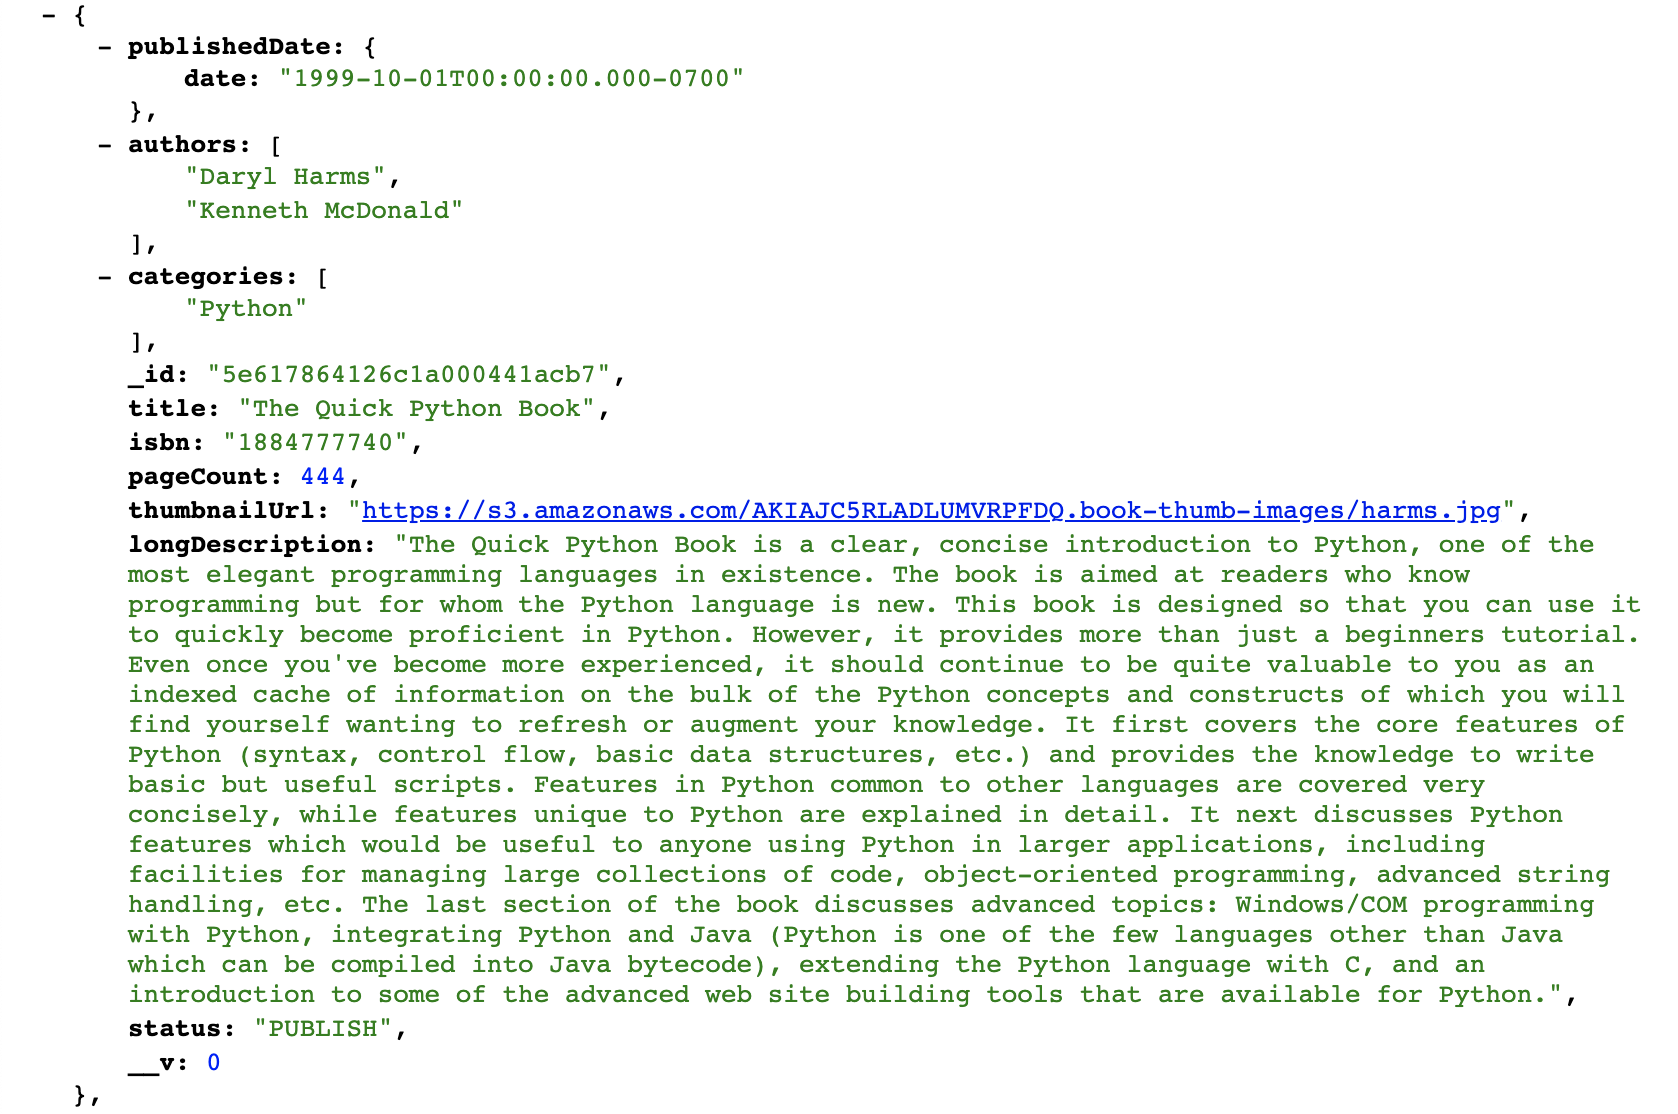 - {
- publishedDate: {
date: "1999-10-01T00:00:00.000-0700"
},
- authors: [
"Daryl Harms",
"Kenneth McDonald"
],
- categories: [
"Python"
],
_id: "5e617864126c1a000441acb7",
title: "The Quick Python Book",
isbn: "1884777740",
pageCount: 444,
thumbnailUrl: "https://s3.amazonaws.com/AKIAJC5RLADLUMVRPFDQ.book-thumb-images/harms.jpg",
longDescription: "The Quick Python Book is a clear, concise introduction to Python, one of the
most elegant programming languages in existence. The book is aimed at readers who know
programming but for whom the Python language is new. This book is designed so that you can use it
to quickly become proficient in Python. However, it provides more than just a beginners tutorial.
Even once you've become more experienced, it should continue to be quite valuable to you as an
indexed cache of information on the bulk of the Python concepts and constructs of which you will
find yourself wanting to refresh or augment your knowledge. It first covers the core features of
Python (syntax, control flow, basic data structures, etc.) and provides the knowledge to write
basic but useful scripts. Features in Python common to other languages are covered very
concisely, while features unique to Python are explained in detail. It next discusses Python
features which would be useful to anyone using Python in larger applications, including
facilities for managing large collections of code, object-oriented programming, advanced string
handling, etc. The last section of the book discusses advanced topics: Windows/COM programming
with Python, integrating Python and Java (Python is one of the few languages other than Java
which can be compiled into Java bytecode), extending the Python language with C, and an
introduction to some of the advanced web site building tools that are available for Python.",
status: "PUBLISH",
__v: 0
},